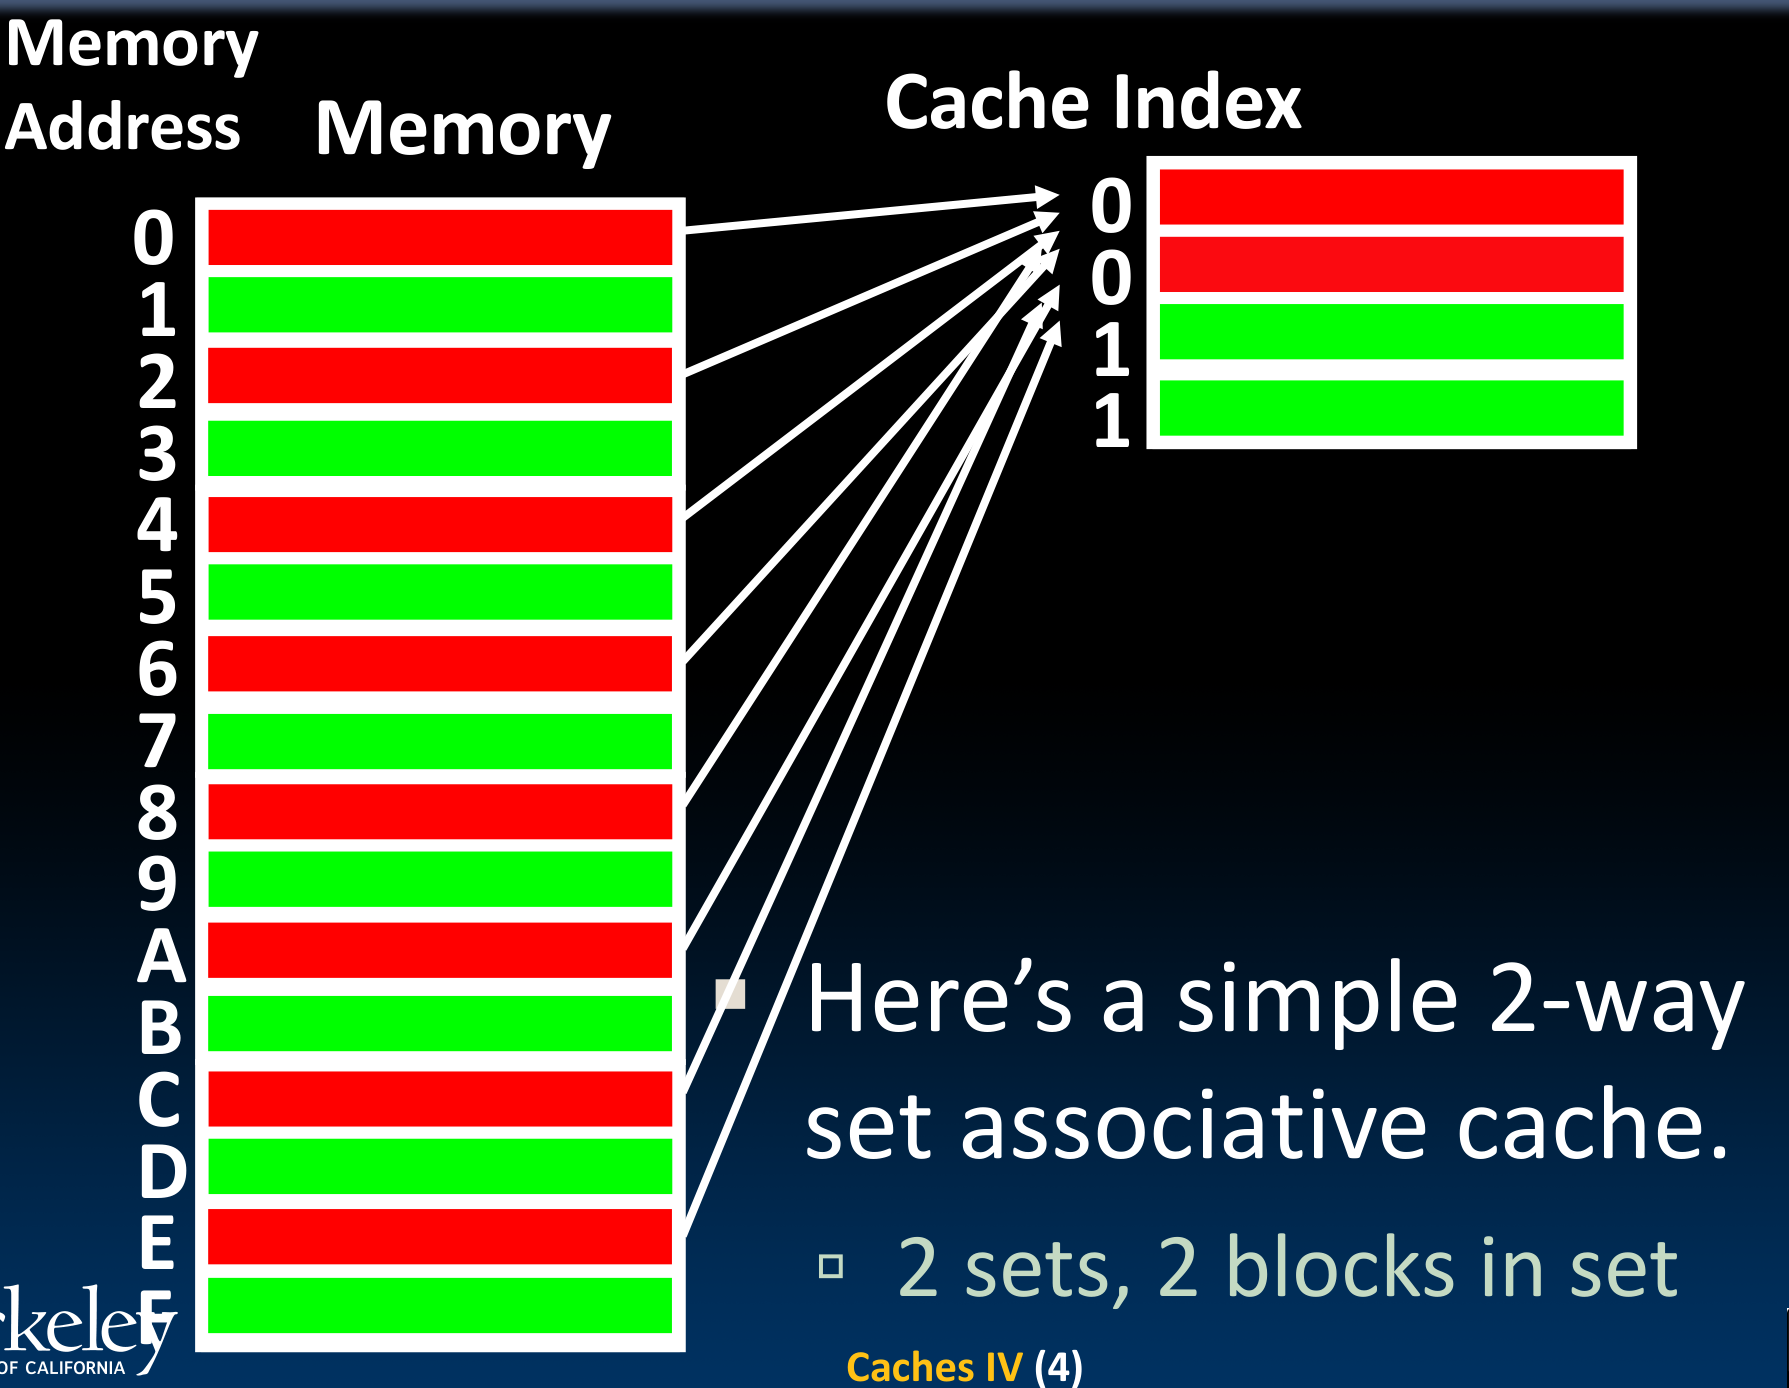 Memory
Address
Memory
Cache Index
0
1
2
3
4
5
6
7
8
9
A
B
C
D
E
F
0
0
1
1
Here’s a simple 2-way
set associative cache.
2 sets, 2 blocks in set
rkeley
OF CALIFORNIA
Caches IV (4)